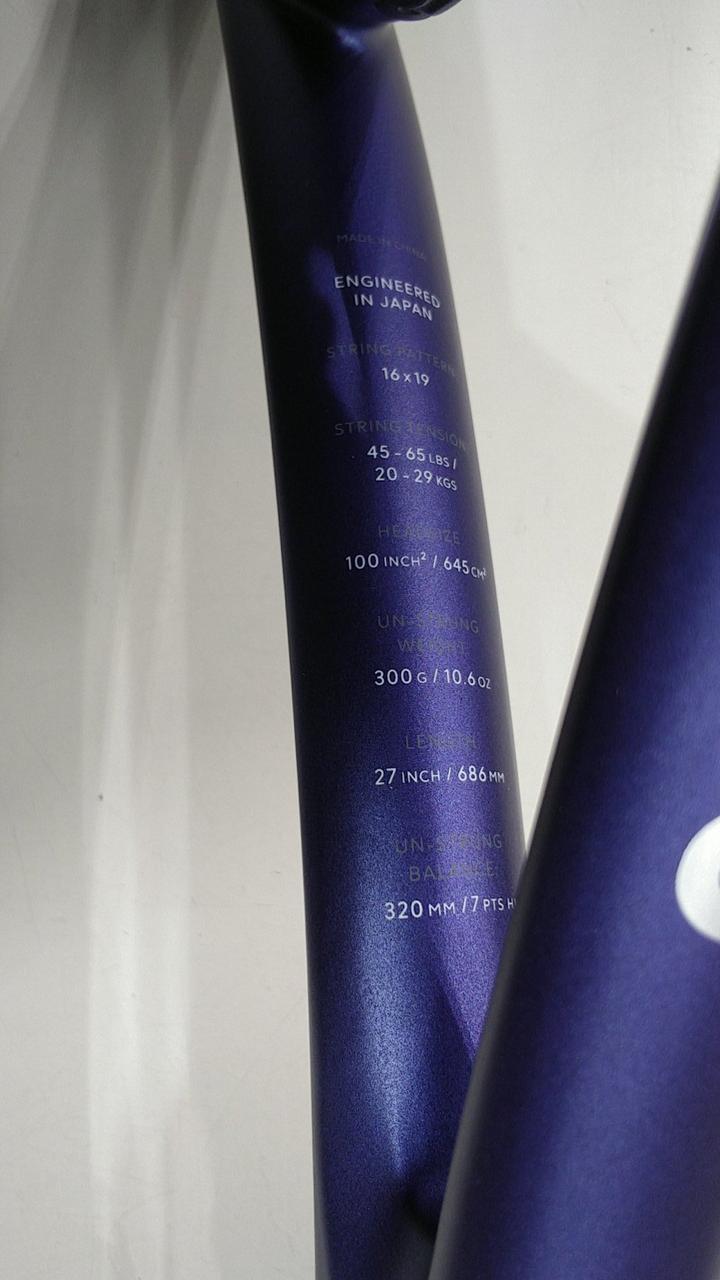 MADE IN CHINA
ENGINEERED
IN JAPAN
STRING PATTERN
16x19
STRING TENSION
45-65 LBS /
20-29 KGS
HEADSIZE
100 INCH² / 645 CM²
UN-STRUNG
WEIGHT
300 G / 10.6 OZ
LENGTH
27 INCH / 686 MM
UN-STRUNG
BALANCE
320 MM / 7 PTS